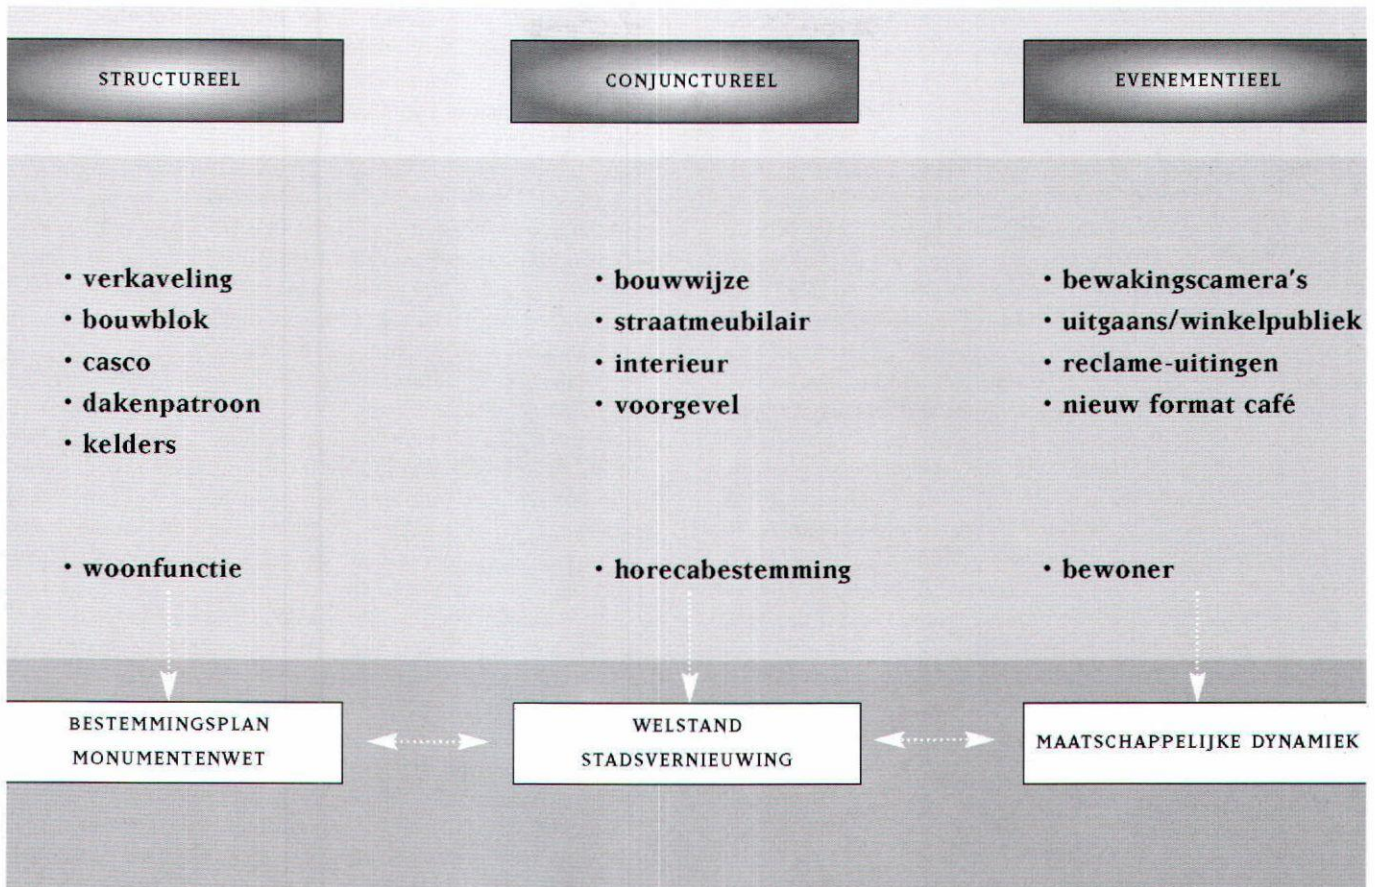 STRUCTUREEL
CONJUNCTUREEL
EVENEMENTIEEL
• verkaveling
• bouwblok
• casco
• dakenpatroon
• kelders
• woonfunctie
• bouwwijze
• straatmeubilair
• interieur
• voorgevel
• horecabestemming
• bewakingscamera's
• uitgaans/winkelpubliek
• reclame-uitingen
• nieuw format café
• bewoner
BESTEMMINGSPLAN
MONUMENTENWET
WELSTAND
STADSVERNIEUWING
MAATSCHAPPELIJKE DYNAMIEK